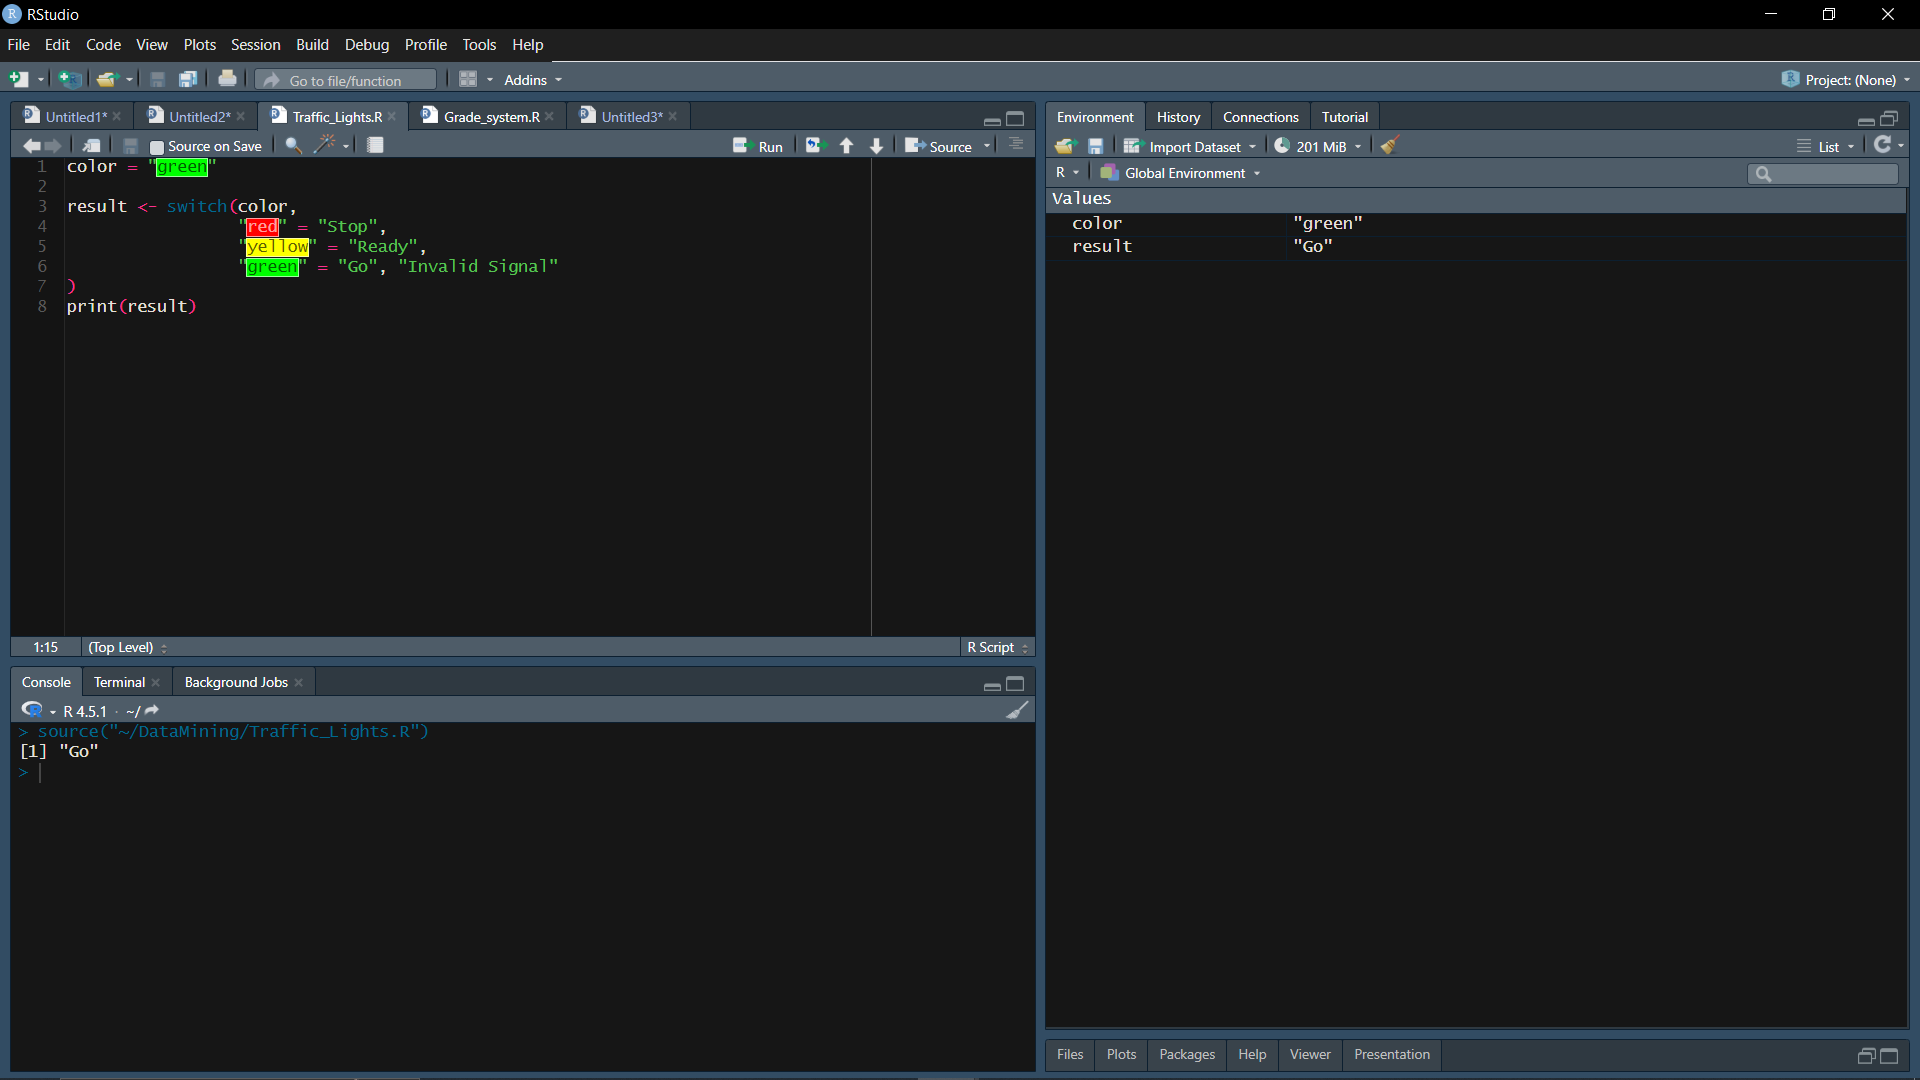 RStudio
File Edit Code View Plots Session Build Debug Profile Tools Help
Go to file/function Addins Project: (None)
Untitled1* Untitled2* Traffic_Lights.R Grade_system.R Untitled3*
Source on Save Run Source
1 color = "green"
2
3 result <- switch(color,
4 "red" = "Stop",
5 "yellow" = "Ready",
6 "green" = "Go", "Invalid Signal"
7 )
8 print(result)
1:15 (Top Level) R Script
Console Terminal Background Jobs
R 4.5.1 · ~/
> source("~/DataMining/Traffic_Lights.R")
[1] "Go"
>
Environment History Connections Tutorial
Import Dataset 201 MiB List
R Global Environment
Values
color "green"
result "Go"
Files Plots Packages Help Viewer Presentation